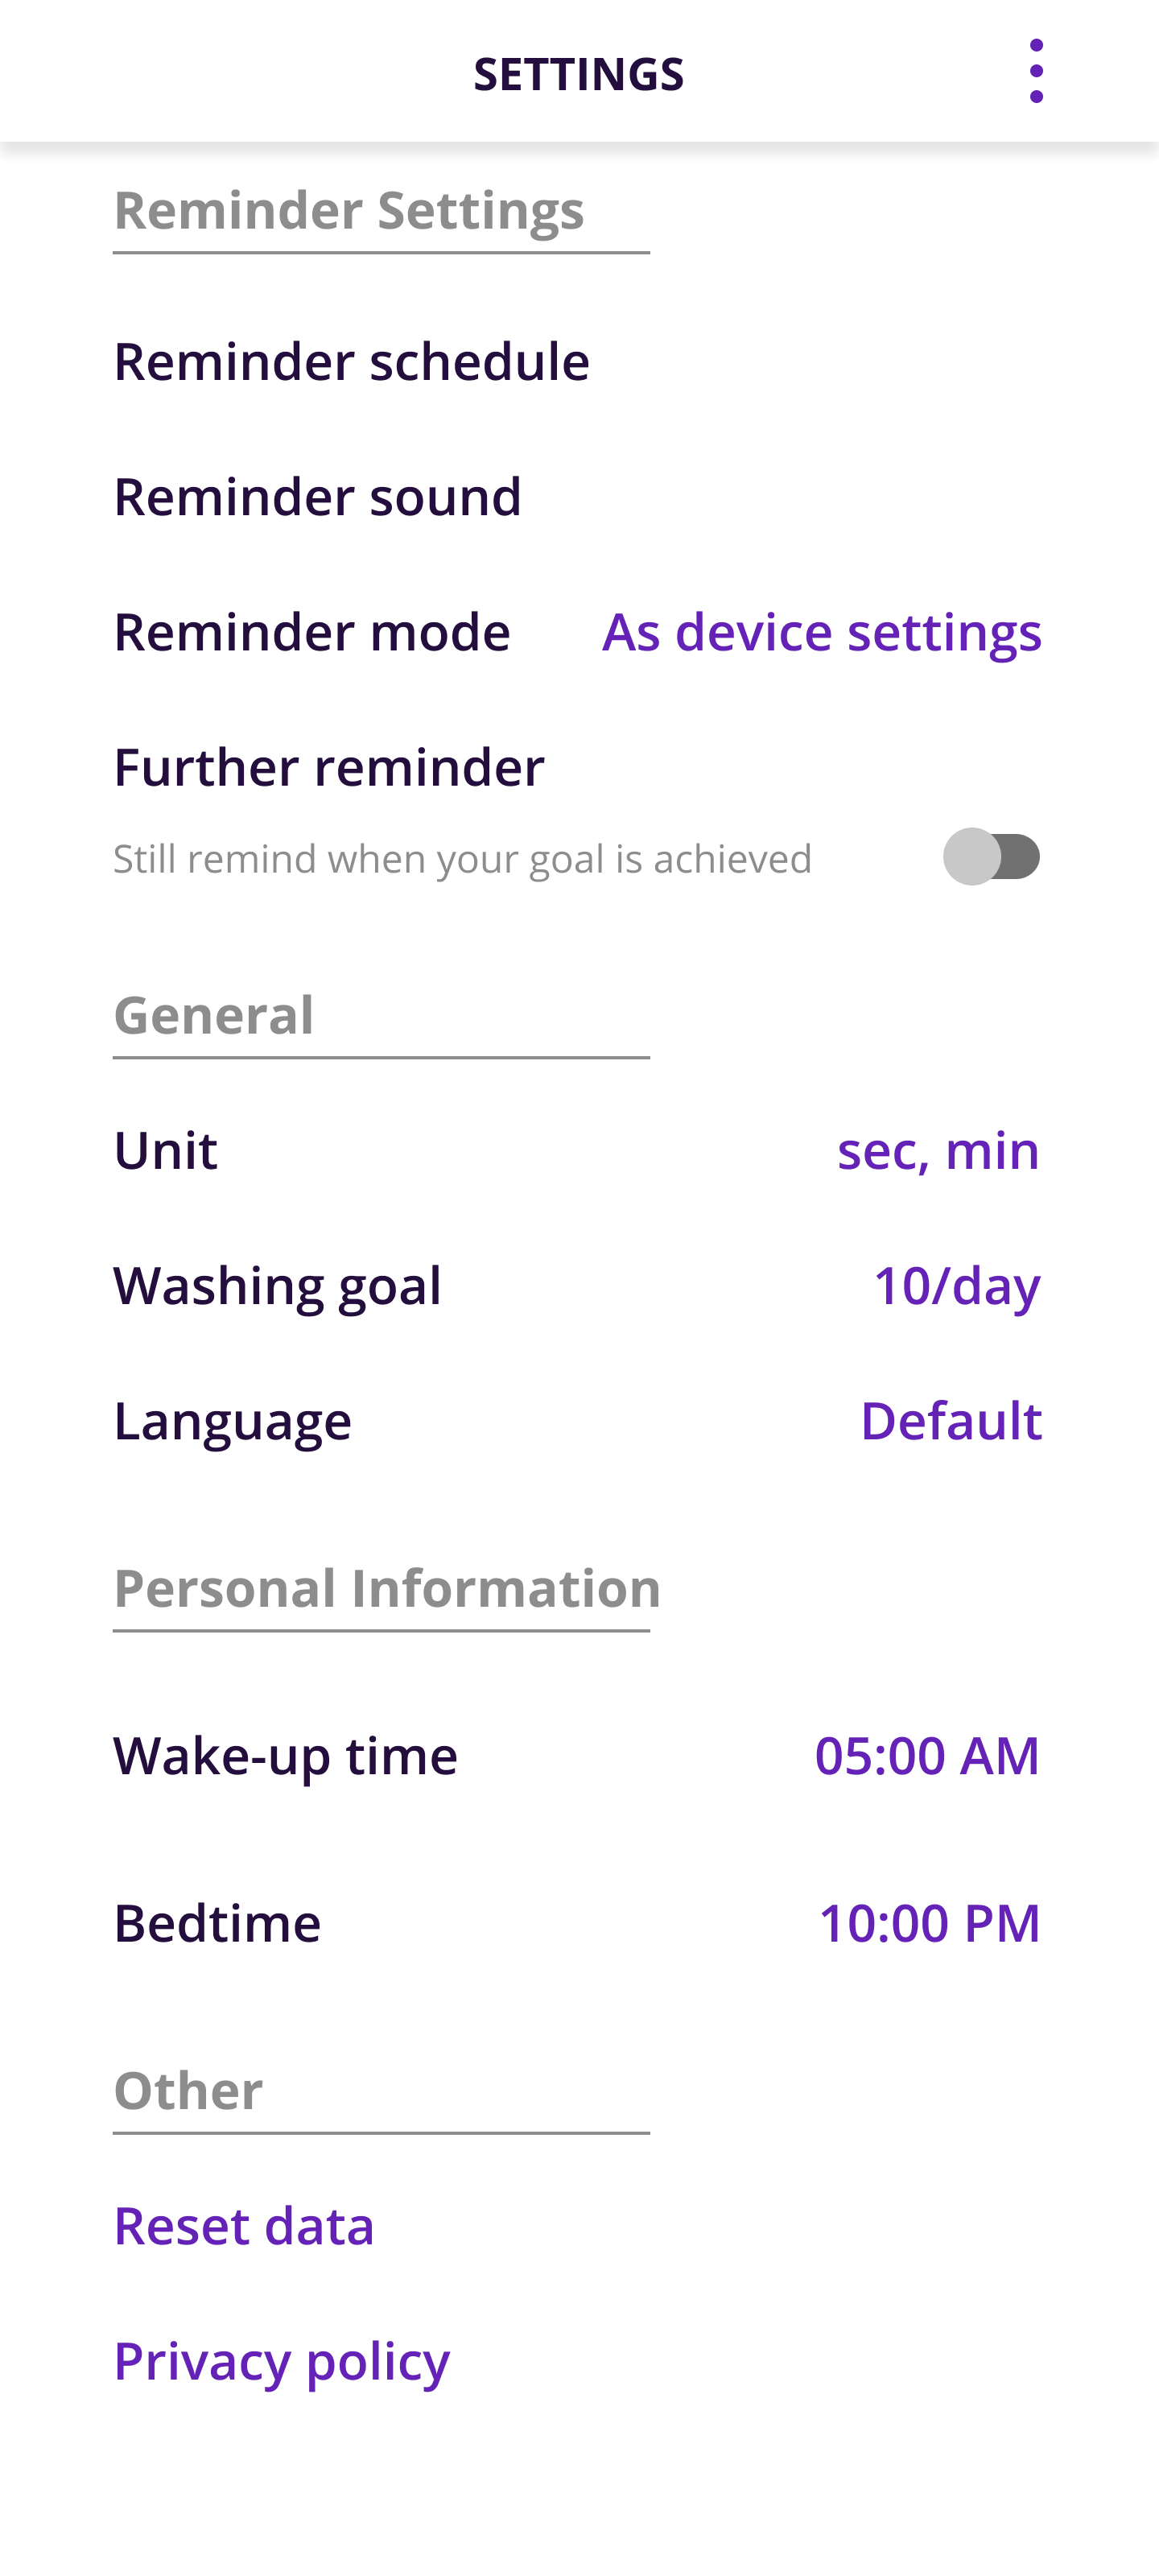 SETTINGS
Reminder Settings
Reminder schedule
Reminder sound
Reminder mode As device settings
Further reminder
Still remind when your goal is achieved
General
Unit sec, min
Washing goal 10/day
Language Default
Personal Information
Wake-up time 05:00 AM
Bedtime 10:00 PM
Other
Reset data
Privacy policy